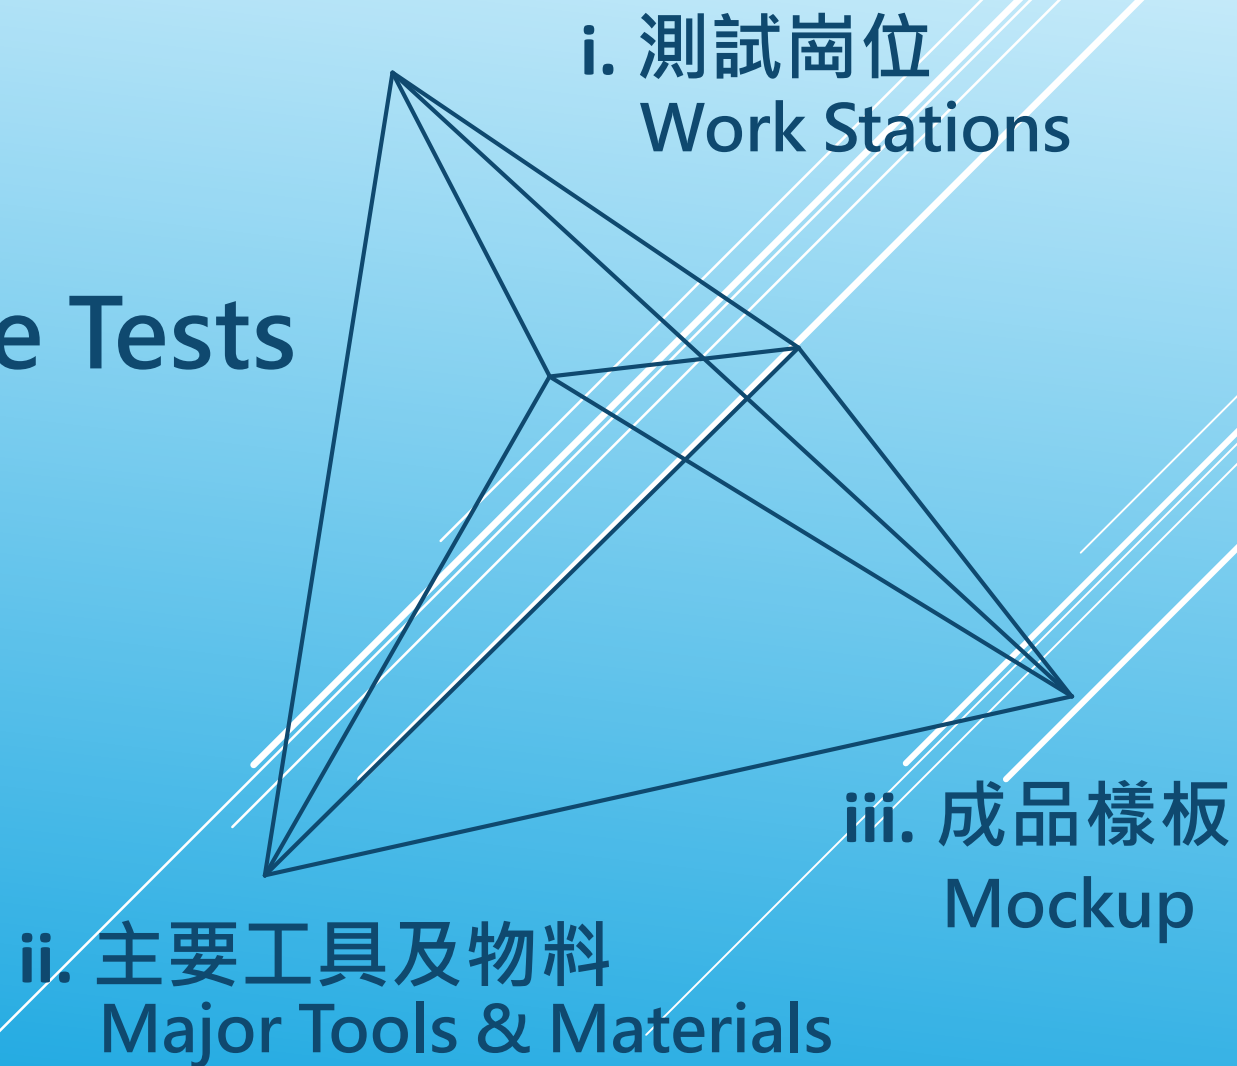 i. 測試崗位
Work Stations
e Tests
iii. 成品樣板
Mockup
ii. 主要工具及物料
Major Tools & Materials